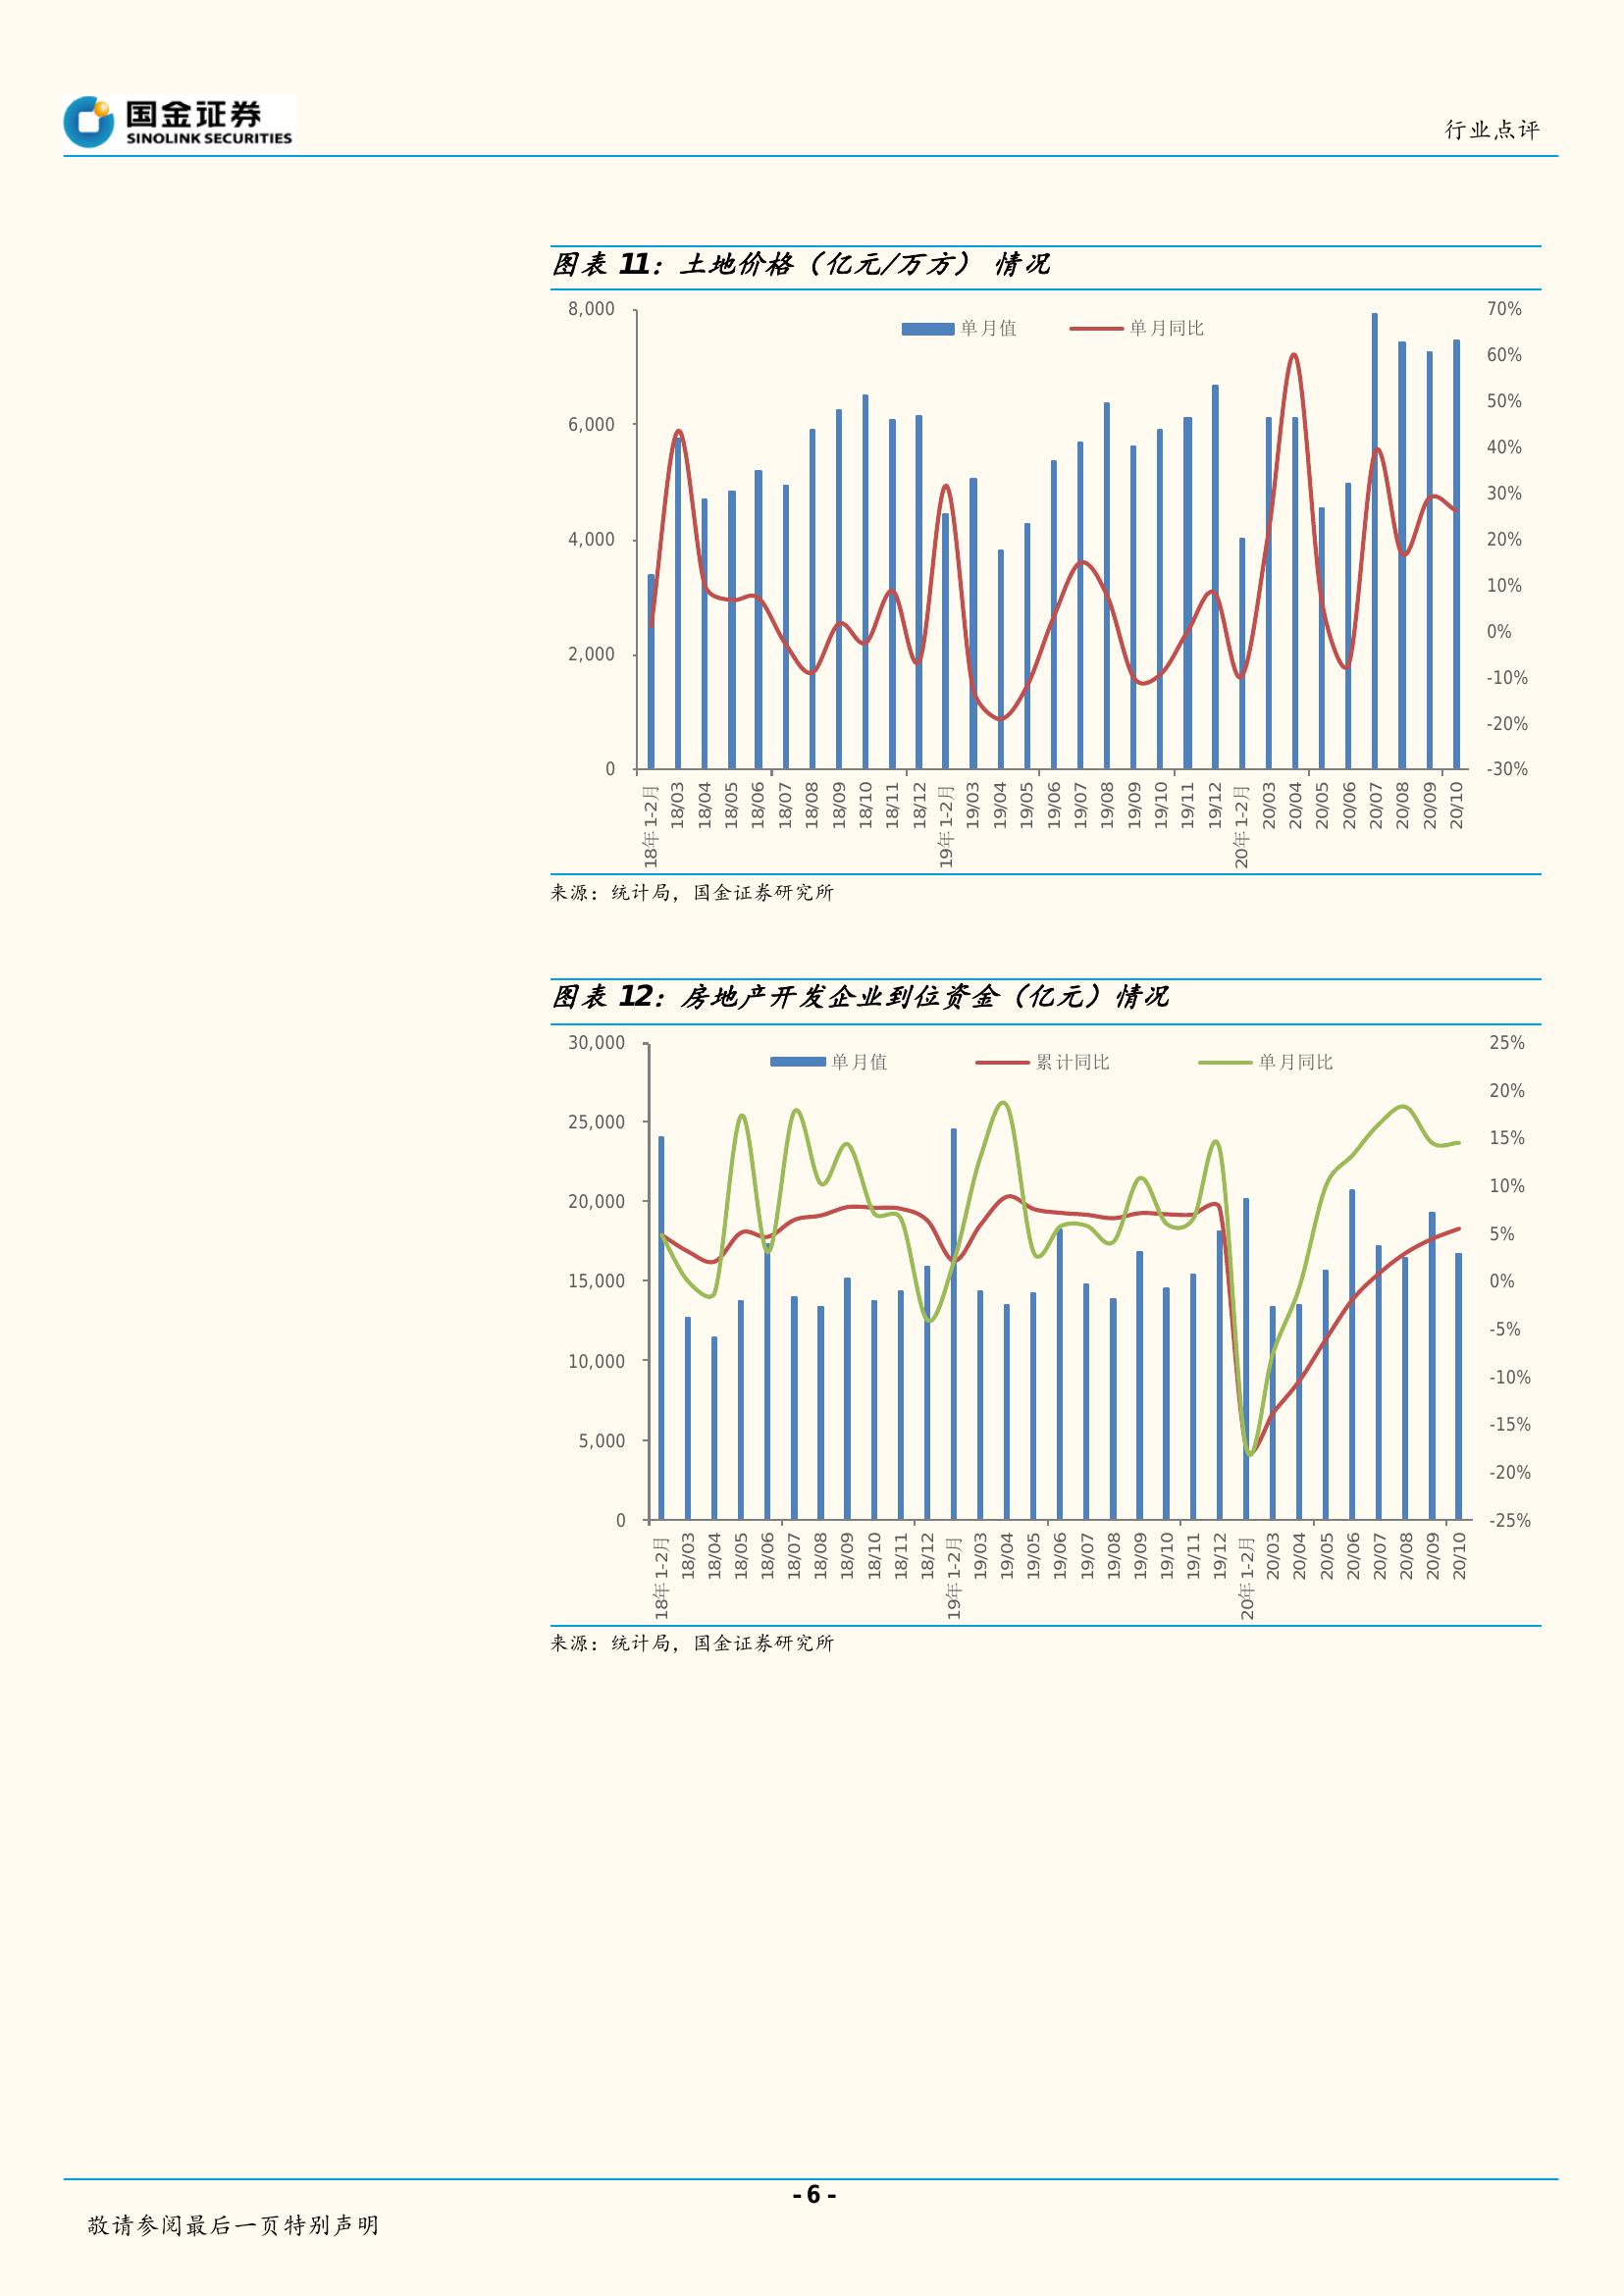 国金证券
SINOLINK SECURITIES
行业点评
图表 11：土地价格（亿元/万方） 情况
单月值 单月同比
8,000
6,000
4,000
2,000
0
70%
60%
50%
40%
30%
20%
10%
0%
-10%
-20%
-30%
18年1-2月 18/03 18/04 18/05 18/06 18/07 18/08 18/09 18/10 18/11 18/12 19年1-2月 19/03 19/04 19/05 19/06 19/07 19/08 19/09 19/10 19/11 19/12 20年1-2月 20/03 20/04 20/05 20/06 20/07 20/08 20/09 20/10
来源：统计局，国金证券研究所
图表 12：房地产开发企业到位资金（亿元）情况
单月值 累计同比 单月同比
30,000
25,000
20,000
15,000
10,000
5,000
0
25%
20%
15%
10%
5%
0%
-5%
-10%
-15%
-20%
-25%
18年1-2月 18/03 18/04 18/05 18/06 18/07 18/08 18/09 18/10 18/11 18/12 19年1-2月 19/03 19/04 19/05 19/06 19/07 19/08 19/09 19/10 19/11 19/12 20年1-2月 20/03 20/04 20/05 20/06 20/07 20/08 20/09 20/10
来源：统计局，国金证券研究所
- 6 -
敬请参阅最后一页特别声明